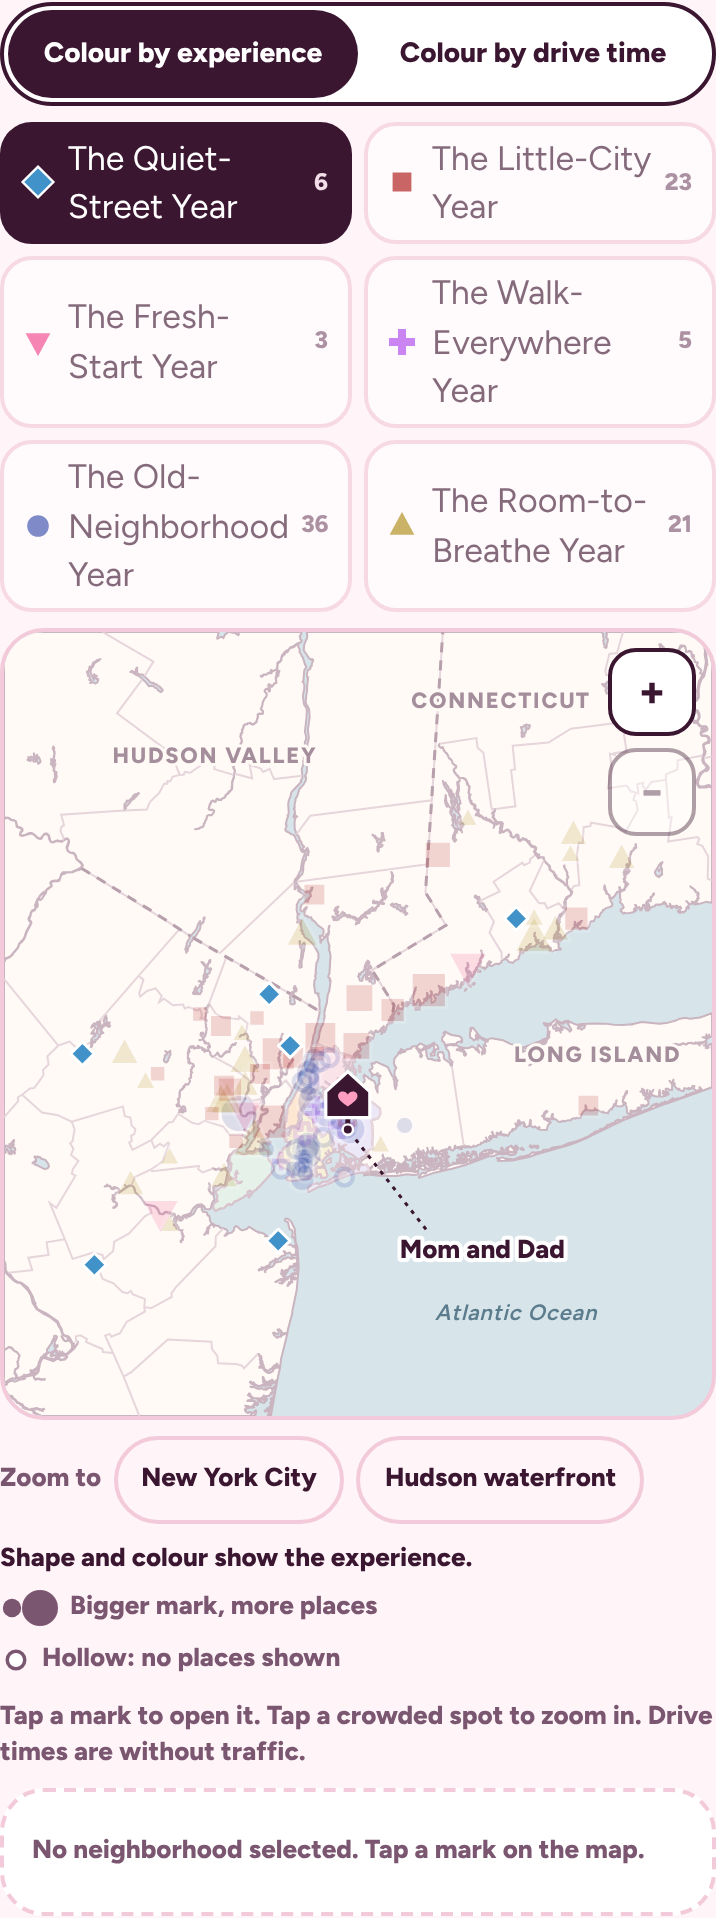 Colour by experience
Colour by drive time
The Quiet-
Street Year
6
The Little-City
Year
23
The Fresh-
Start Year
3
The Walk-
Everywhere
Year
5
The Old-
Neighborhood
Year
36
The Room-to-
Breathe Year
21
+
−
CONNECTICUT
HUDSON VALLEY
LONG ISLAND
Mom and Dad
Atlantic Ocean
Zoom to
New York City
Hudson waterfront
Shape and colour show the experience.
Bigger mark, more places
Hollow: no places shown
Tap a mark to open it. Tap a crowded spot to zoom in. Drive
times are without traffic.
No neighborhood selected. Tap a mark on the map.